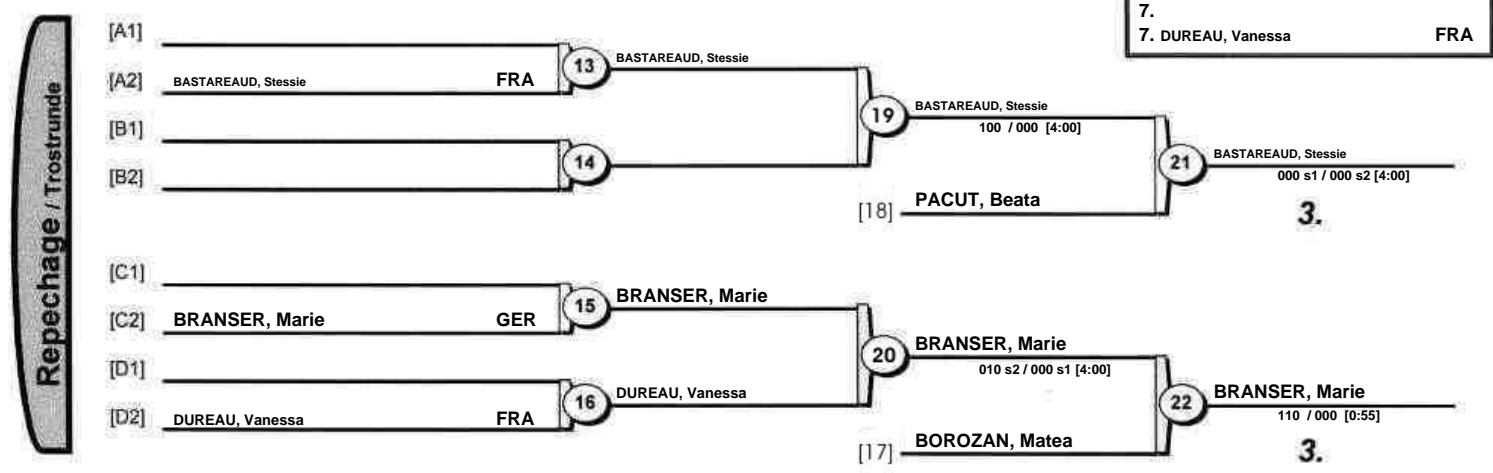 7.
7. DUREAU, Vanessa FRA
Repechage / Trostrunde
[A1]
13 BASTAREAUD, Stessie
[A2] BASTAREAUD, Stessie FRA
19 BASTAREAUD, Stessie
100 / 000 [4:00]
[B1]
14
[B2]
21 BASTAREAUD, Stessie
000 s1 / 000 s2 [4:00]
[18] PACUT, Beata
3.
[C1]
15 BRANSER, Marie
[C2] BRANSER, Marie GER
20 BRANSER, Marie
010 s2 / 000 s1 [4:00]
[D1]
16 DUREAU, Vanessa
[D2] DUREAU, Vanessa FRA
22 BRANSER, Marie
110 / 000 [0:55]
[17] BOROZAN, Matea
3.